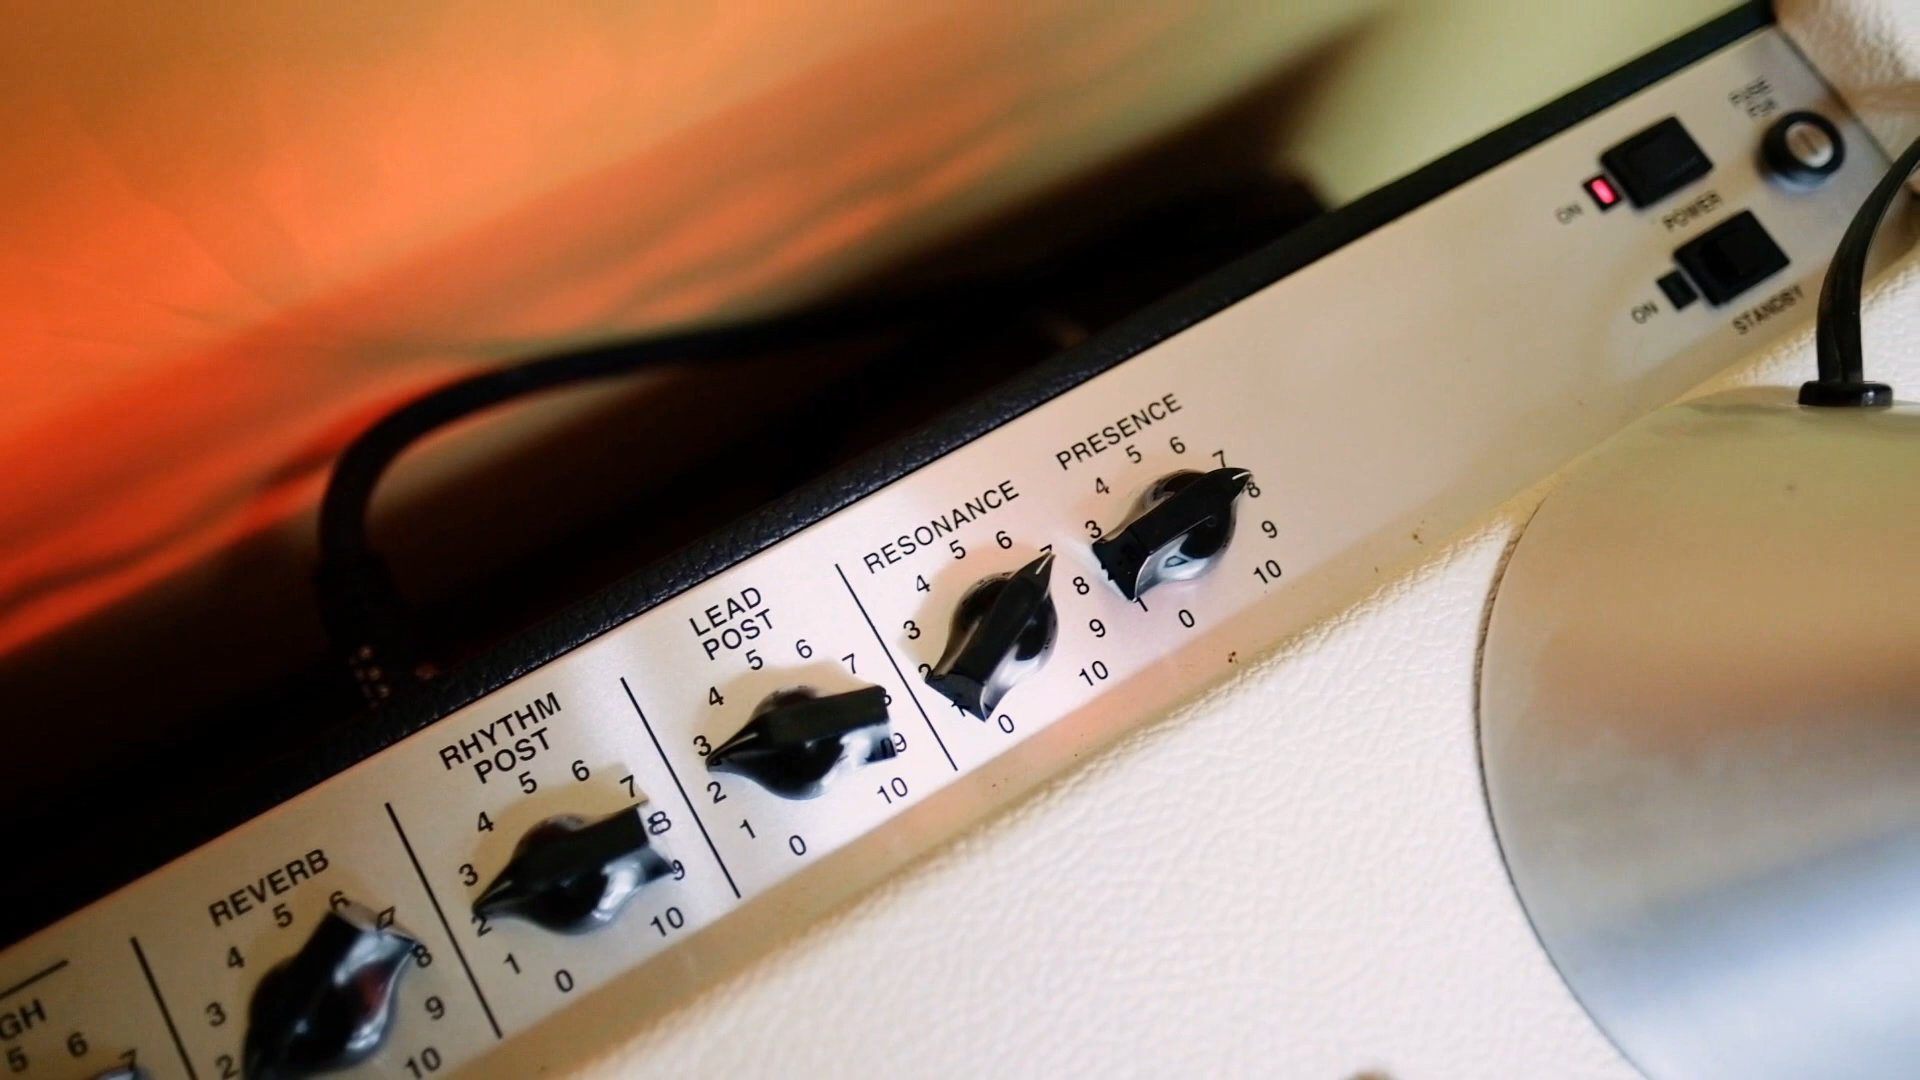 GH
5 6 7
REVERB
2 3 4 5 6 7 8 9 10
RHYTHM
POST
0 1 2 3 4 5 6 7 8 9 10
LEAD
POST
0 1 2 3 4 5 6 7 8 9 10
RESONANCE
0 1 2 3 4 5 6 7 8 9 10
PRESENCE
0 1 3 4 5 6 7 8 9 10
ON
POWER
ON
STANDBY